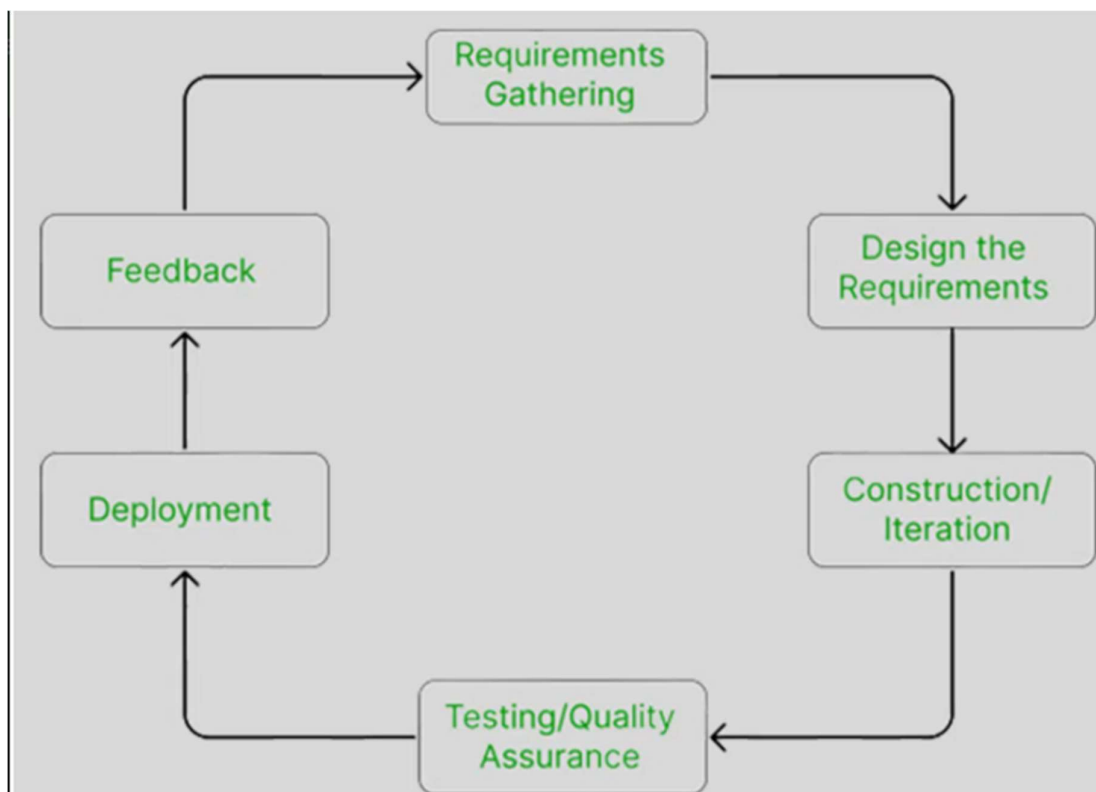 Requirements
Gathering
Design the
Requirements
Construction/
Iteration
Testing/Quality
Assurance
Deployment
Feedback